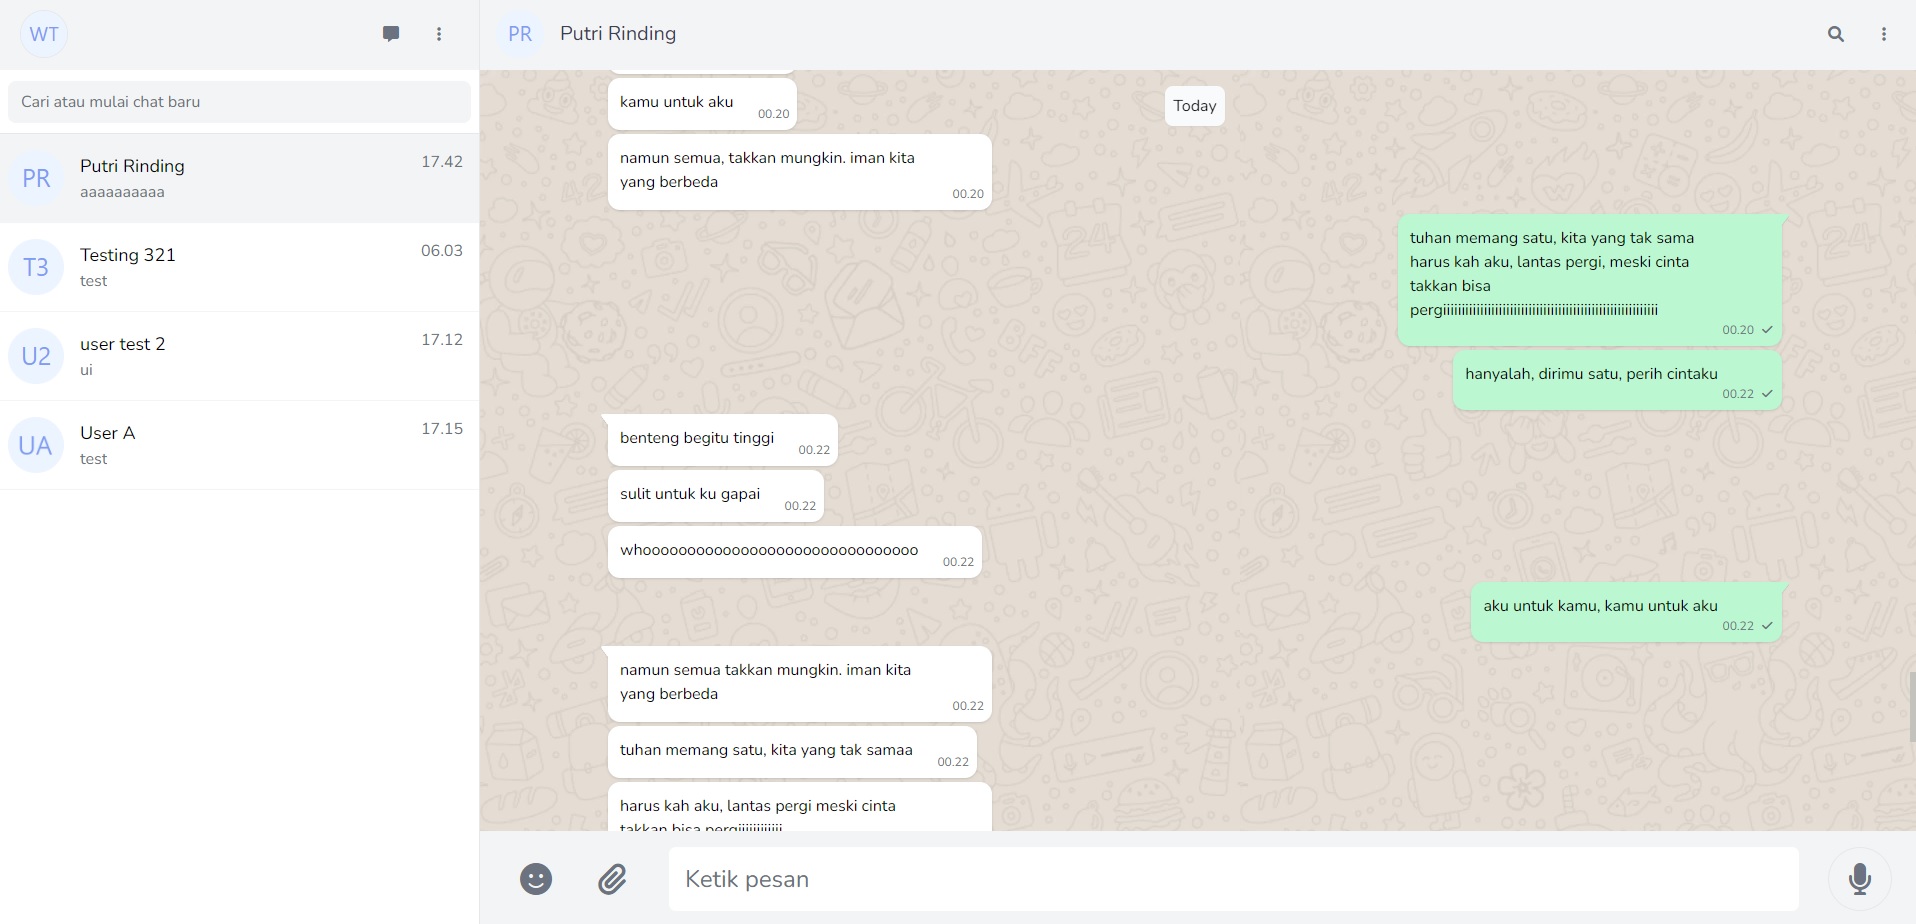 WT
Cari atau mulai chat baru
PR
Putri Rinding
17.42
aaaaaaaaaa
T3
Testing 321
06.03
test
U2
user test 2
17.12
ui
UA
User A
17.15
test
PR
Putri Rinding
Today
kamu untuk aku
00.20
namun semua, takkan mungkin. iman kita
yang berbeda
00.20
tuhan memang satu, kita yang tak sama
harus kah aku, lantas pergi, meski cinta
takkan bisa
pergiiiiiiiiiiiiiiiiiiiiiiiiiiiiiiiiiiiiiiiiiiiiiiiiiiiiiiiiii
00.20
hanyalah, dirimu satu, perih cintaku
00.22
benteng begitu tinggi
00.22
sulit untuk ku gapai
00.22
whooooooooooooooooooooooooooooooo
00.22
aku untuk kamu, kamu untuk aku
00.22
namun semua takkan mungkin. iman kita
yang berbeda
00.22
tuhan memang satu, kita yang tak samaa
00.22
harus kah aku, lantas pergi meski cinta
takkan bisa pergiiiiiiiiiiii
Ketik pesan